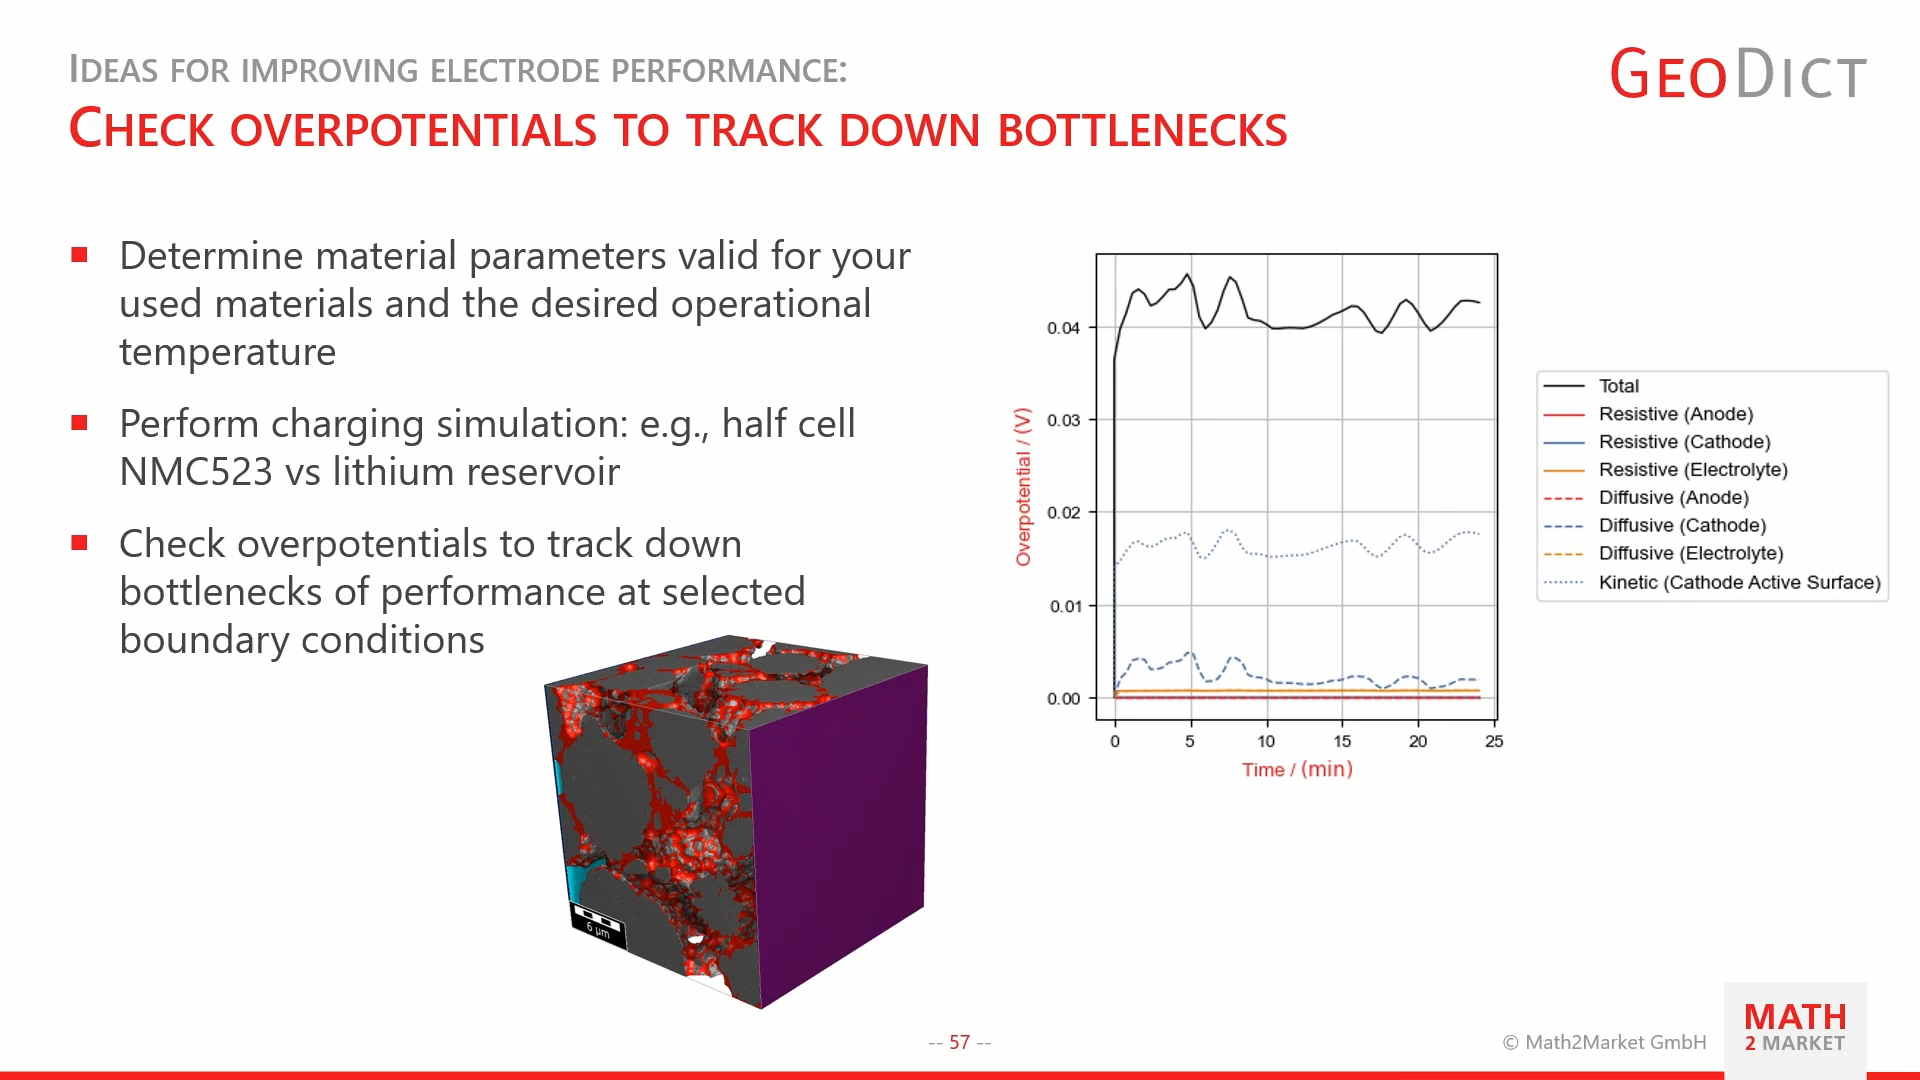 IDEAS FOR IMPROVING ELECTRODE PERFORMANCE:
CHECK OVERPOTENTIALS TO TRACK DOWN BOTTLENECKS
GEODICT
Determine material parameters valid for your
used materials and the desired operational
temperature
Perform charging simulation: e.g., half cell
NMC523 vs lithium reservoir
Check overpotentials to track down
bottlenecks of performance at selected
boundary conditions
6 µm
Overpotential / (V)
0.04
0.03
0.02
0.01
0.00
0 5 10 15 20 25
Time / (min)
Total
Resistive (Anode)
Resistive (Cathode)
Resistive (Electrolyte)
Diffusive (Anode)
Diffusive (Cathode)
Diffusive (Electrolyte)
Kinetic (Cathode Active Surface)
-- 57 --
© Math2Market GmbH
MATH
2 MARKET